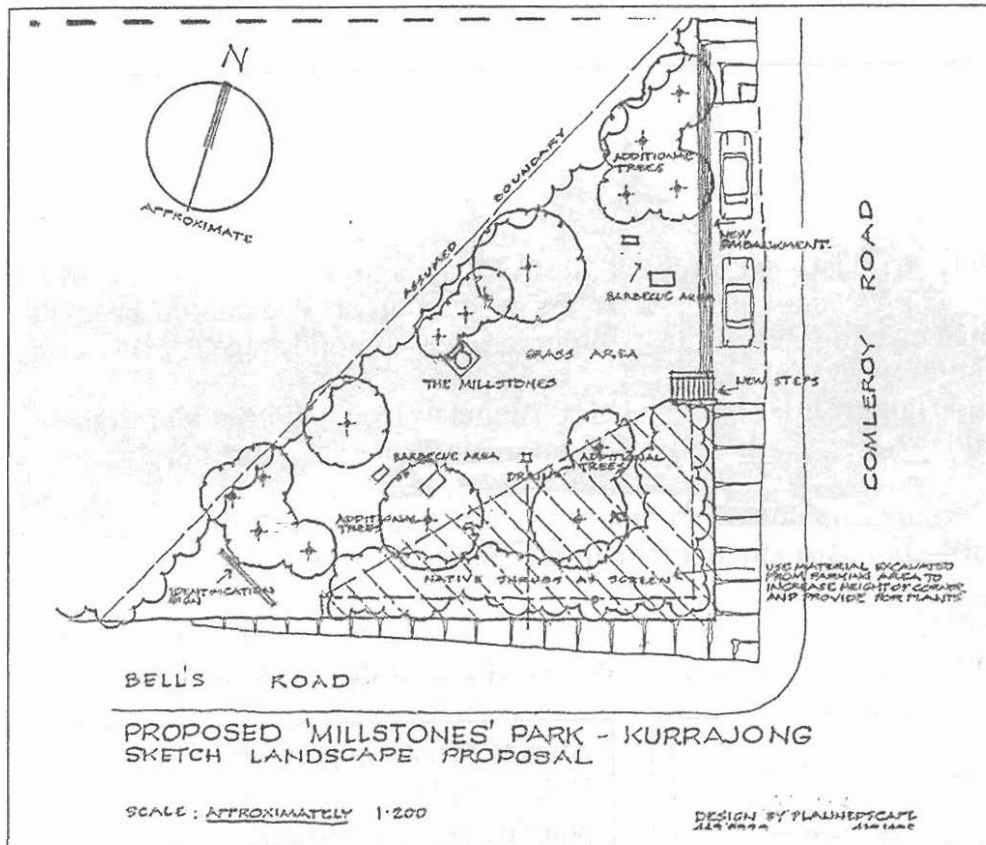 N
APPROXIMATE
ASSUMED BOUNDARY
ADDITIONAL
TREES
NEW
EMBANKMENT.
BARBECUE AREA
COMLEROY ROAD
GRASS AREA
THE MILLSTONES
NEW STEPS
BARBECUE AREA
ADDITIONAL
TREES
DRAIN
ADDITIONAL
TREES
NATIVE SHRUBS AS SCREEN
USE MATERIAL EXCAVATED
FROM PARKING AREA TO
INCREASE HEIGHT OF CORNER
AND PROVIDE FOR PLANTS
IDENTIFICATION
SIGN
BELL'S ROAD
PROPOSED 'MILLSTONES' PARK - KURRAJONG
SKETCH LANDSCAPE PROPOSAL
SCALE : APPROXIMATELY 1·200
DESIGN BY PLANNEDSCAPE